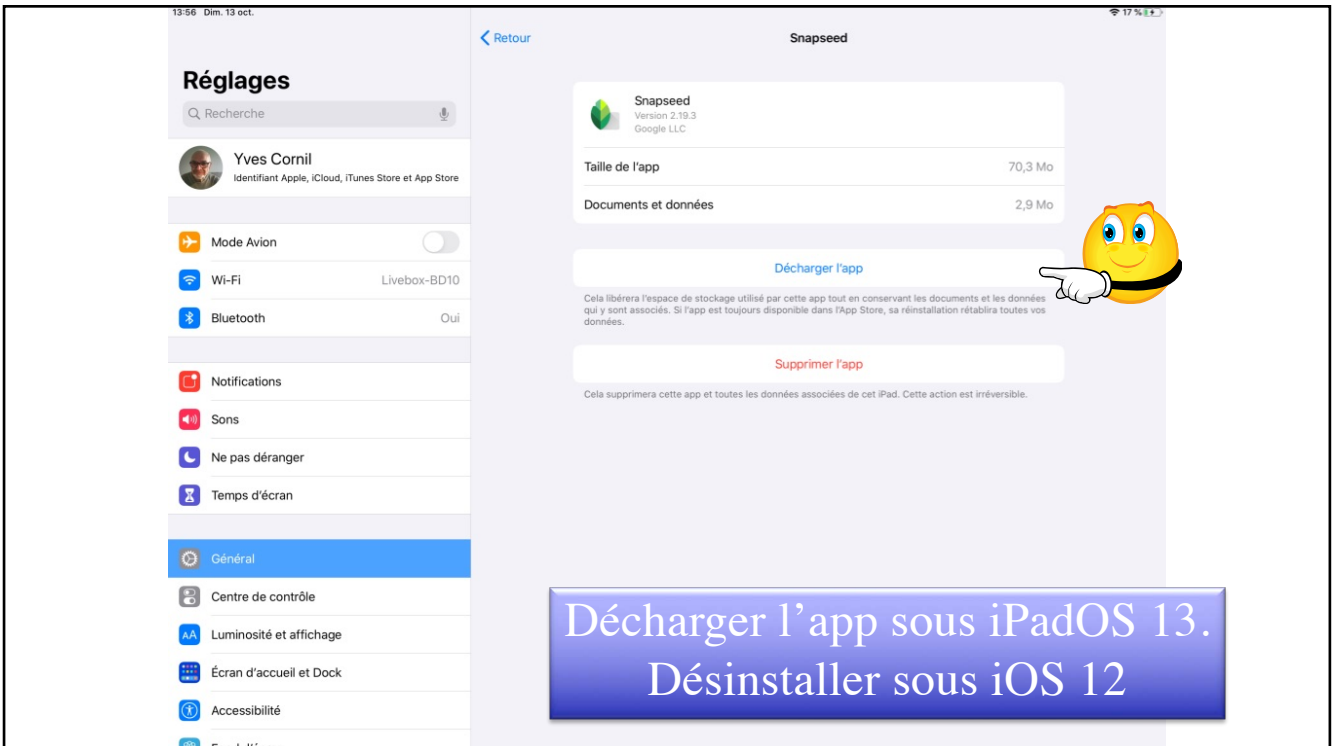 13:56 Dim. 13 oct.
17 %
Retour
Snapseed
Réglages
Recherche
Yves Cornil
Identifiant Apple, iCloud, iTunes Store et App Store
Mode Avion
Wi-Fi
Livebox-BD10
Bluetooth
Oui
Notifications
Sons
Ne pas déranger
Temps d'écran
Général
Centre de contrôle
AA
Luminosité et affichage
Écran d'accueil et Dock
Accessibilité
Snapseed
Version 2.19.3
Google LLC
Taille de l'app
70,3 Mo
Documents et données
2,9 Mo
Décharger l'app
Cela libérera l'espace de stockage utilisé par cette app tout en conservant les documents et les données
qui y sont associés. Si l'app est toujours disponible dans l'App Store, sa réinstallation rétablira toutes vos
données.
Supprimer l'app
Cela supprimera cette app et toutes les données associées de cet iPad. Cette action est irréversible.
Décharger l'app sous iPadOS 13.
Désinstaller sous iOS 12